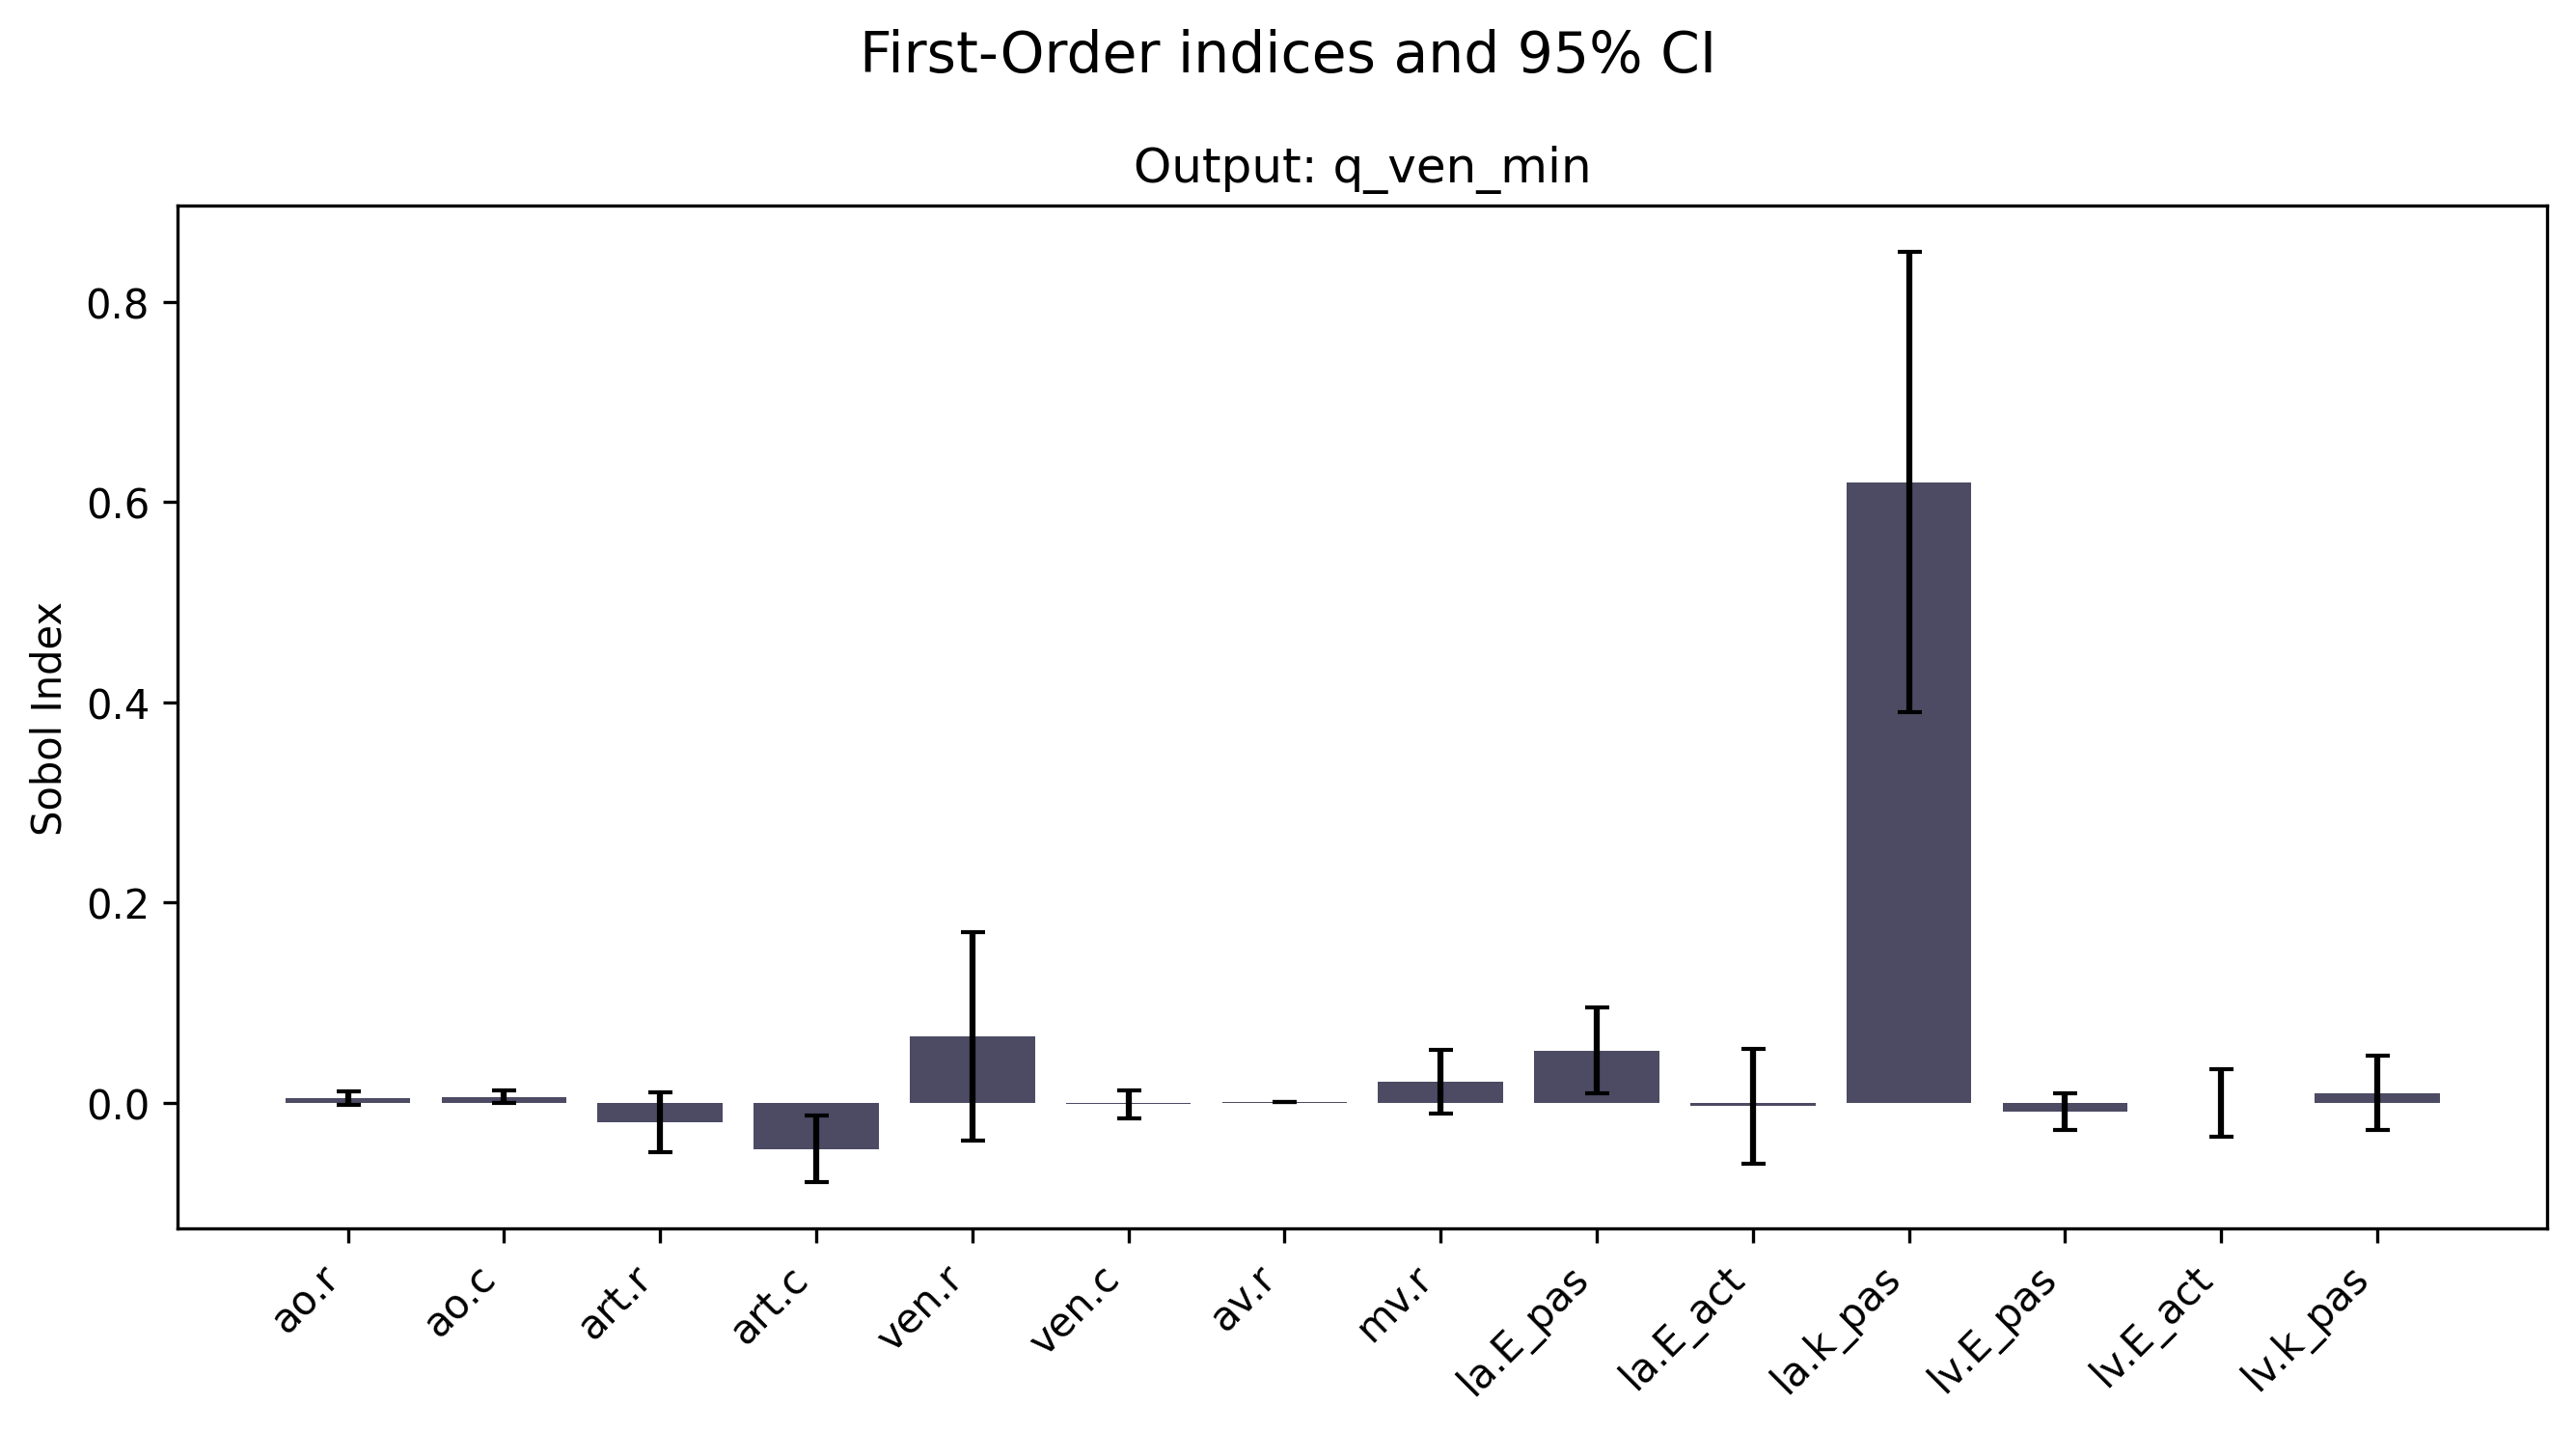 First-Order indices and 95% CI
Output: q_ven_min
Sobol Index
0.8
0.6
0.4
0.2
0.0
ao.r
ao.c
art.r
art.c
ven.r
ven.c
av.r
mv.r
la.E_pas
la.E_act
la.k_pas
lv.E_pas
lv.E_act
lv.k_pas